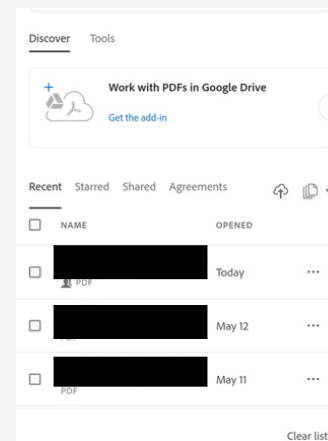 Discover Tools
Work with PDFs in Google Drive
Get the add-in
Recent Starred Shared Agreements
NAME OPENED
Today
PDF
May 12
May 11
PDF
Clear list